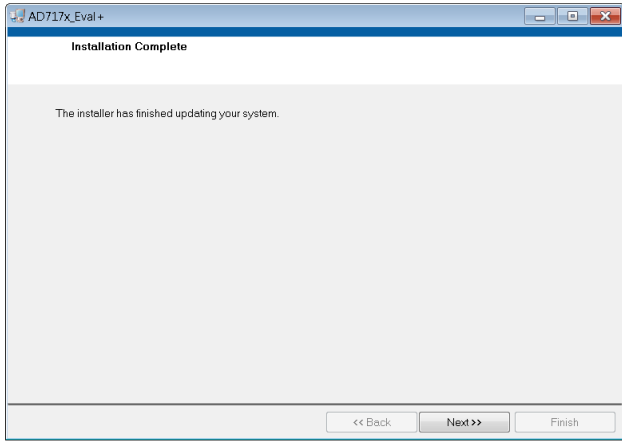 AD717x_Eval+
Installation Complete
The installer has finished updating your system.
<< Back
Next >>
Finish